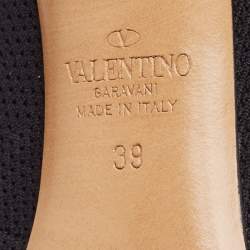 VALENTINO
GARAVANI
MADE IN ITALY
39